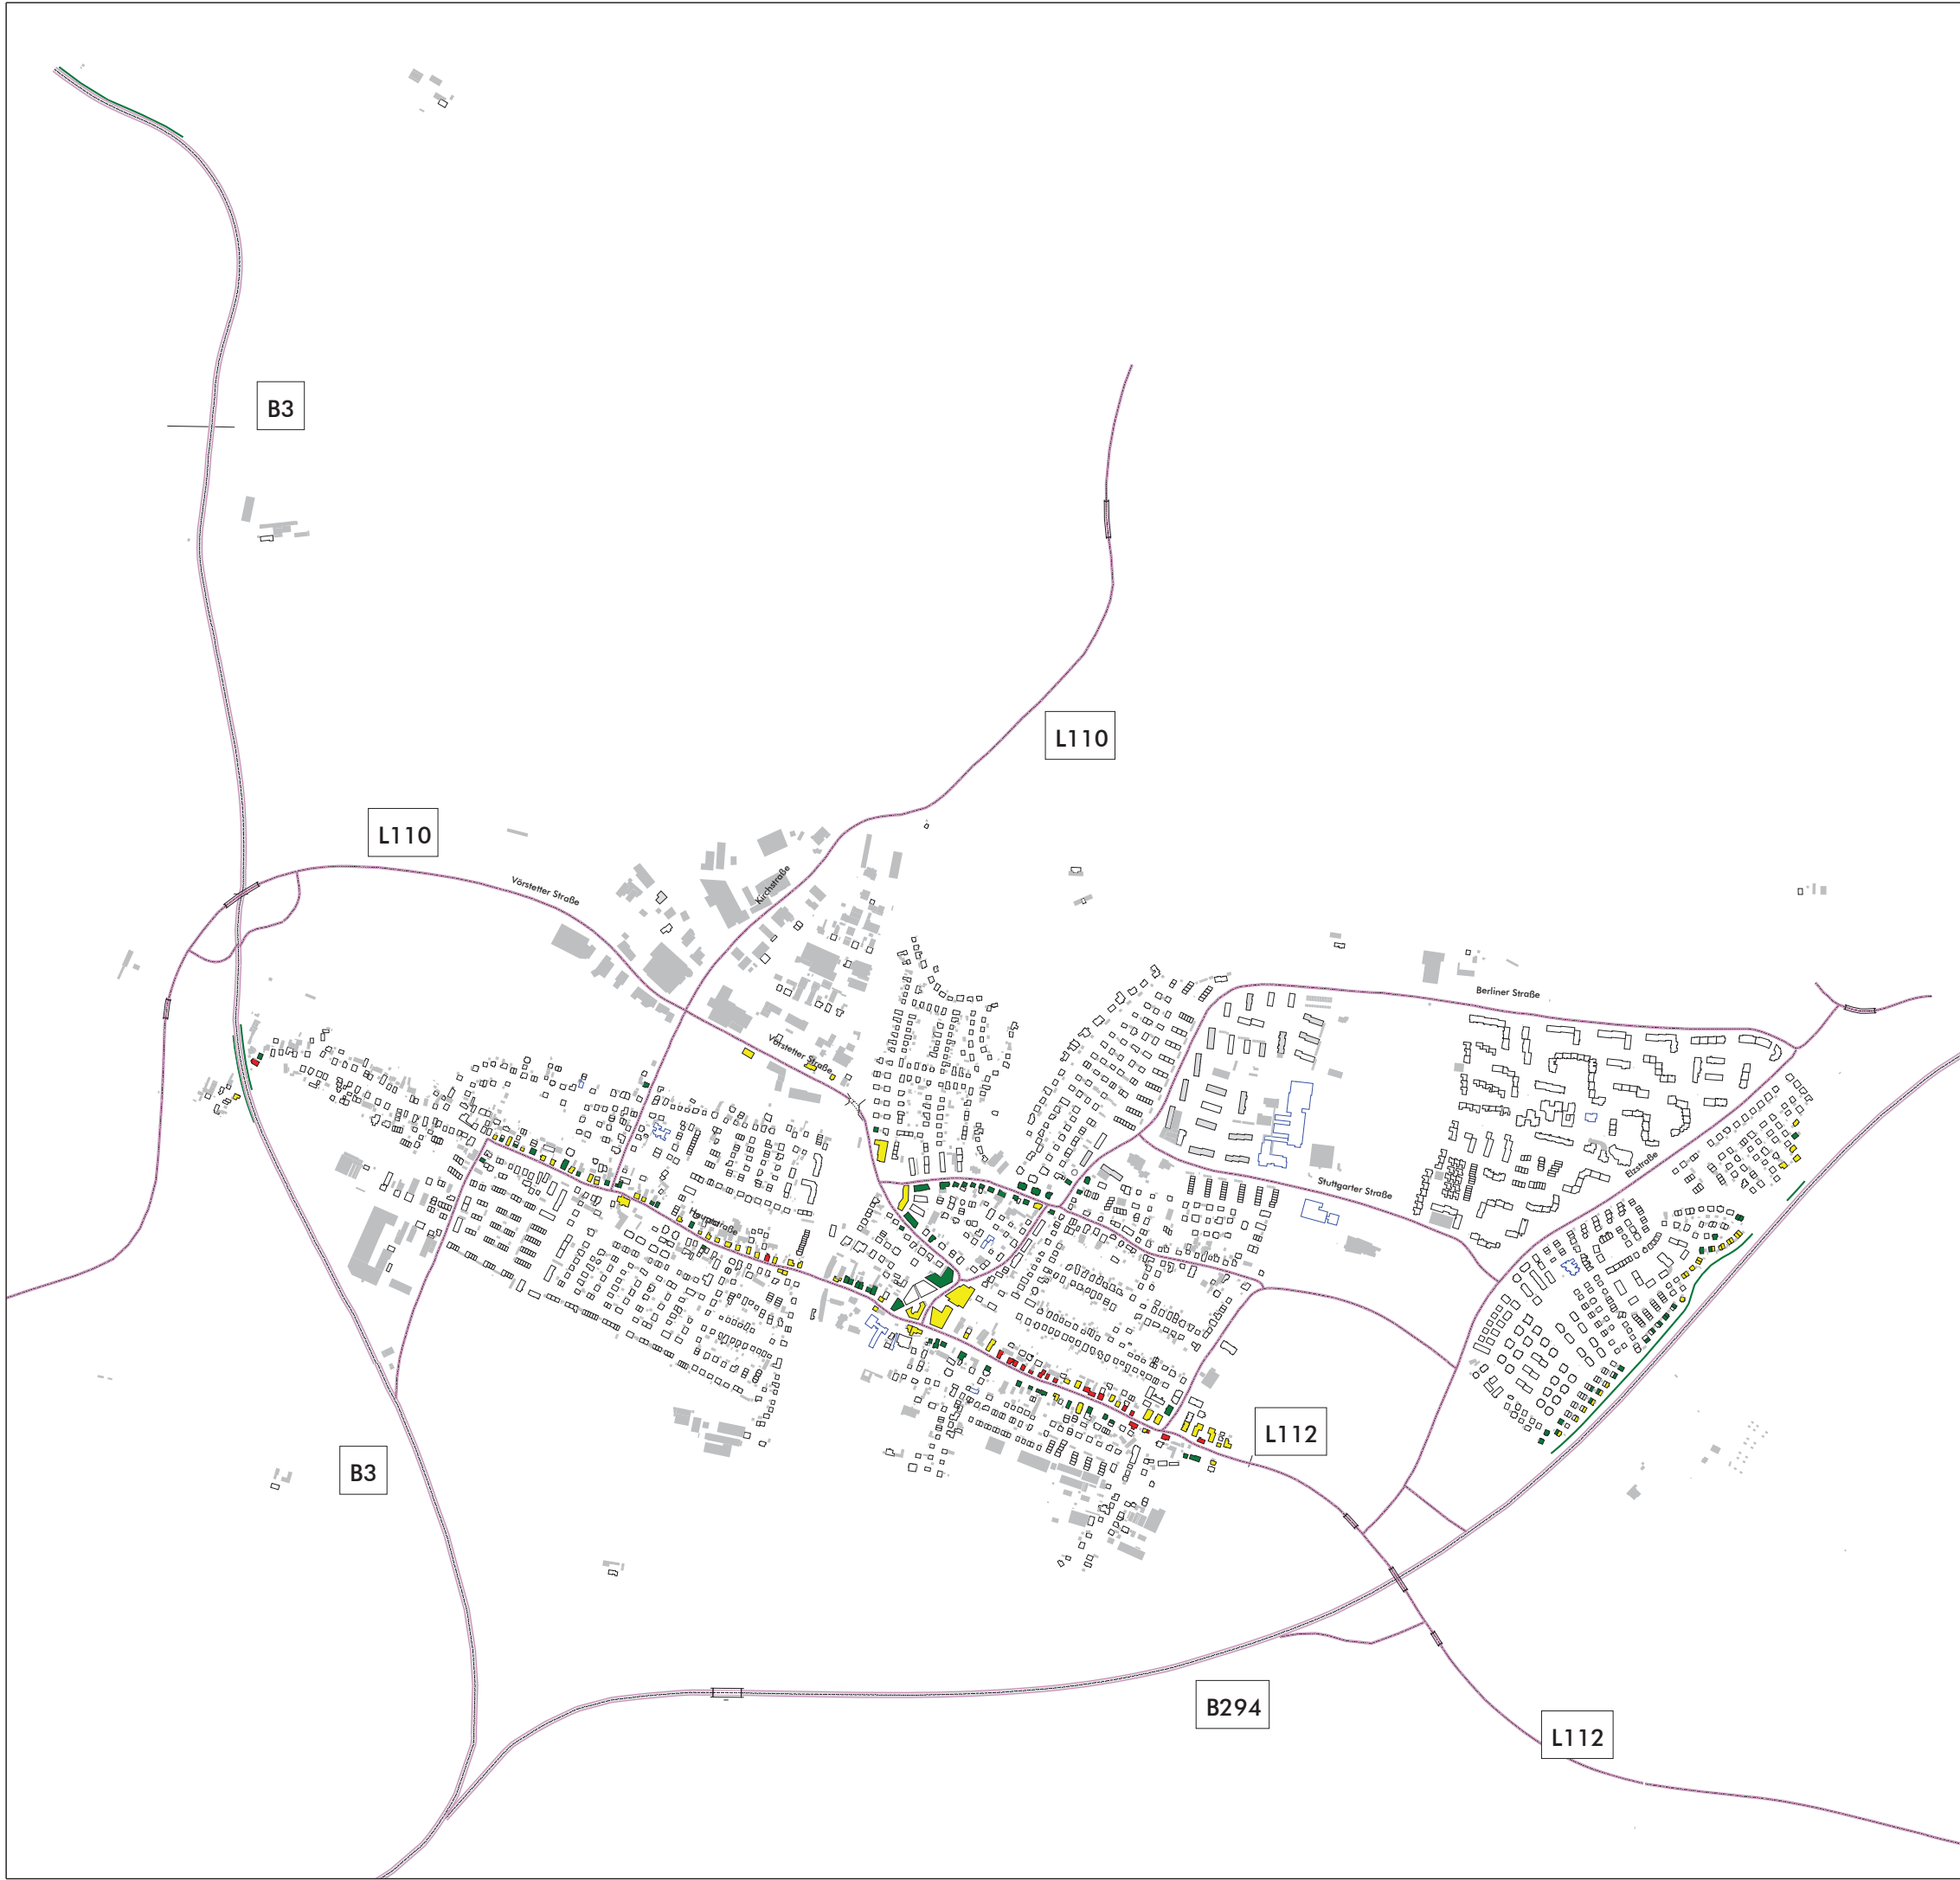 B3
L110
L110
Vörstetter Straße
Kirchstraße
Berliner Straße
Vörstetter Straße
Elzstraße
Stuttgarter Straße
Hauptstraße
L112
B3
B294
L112